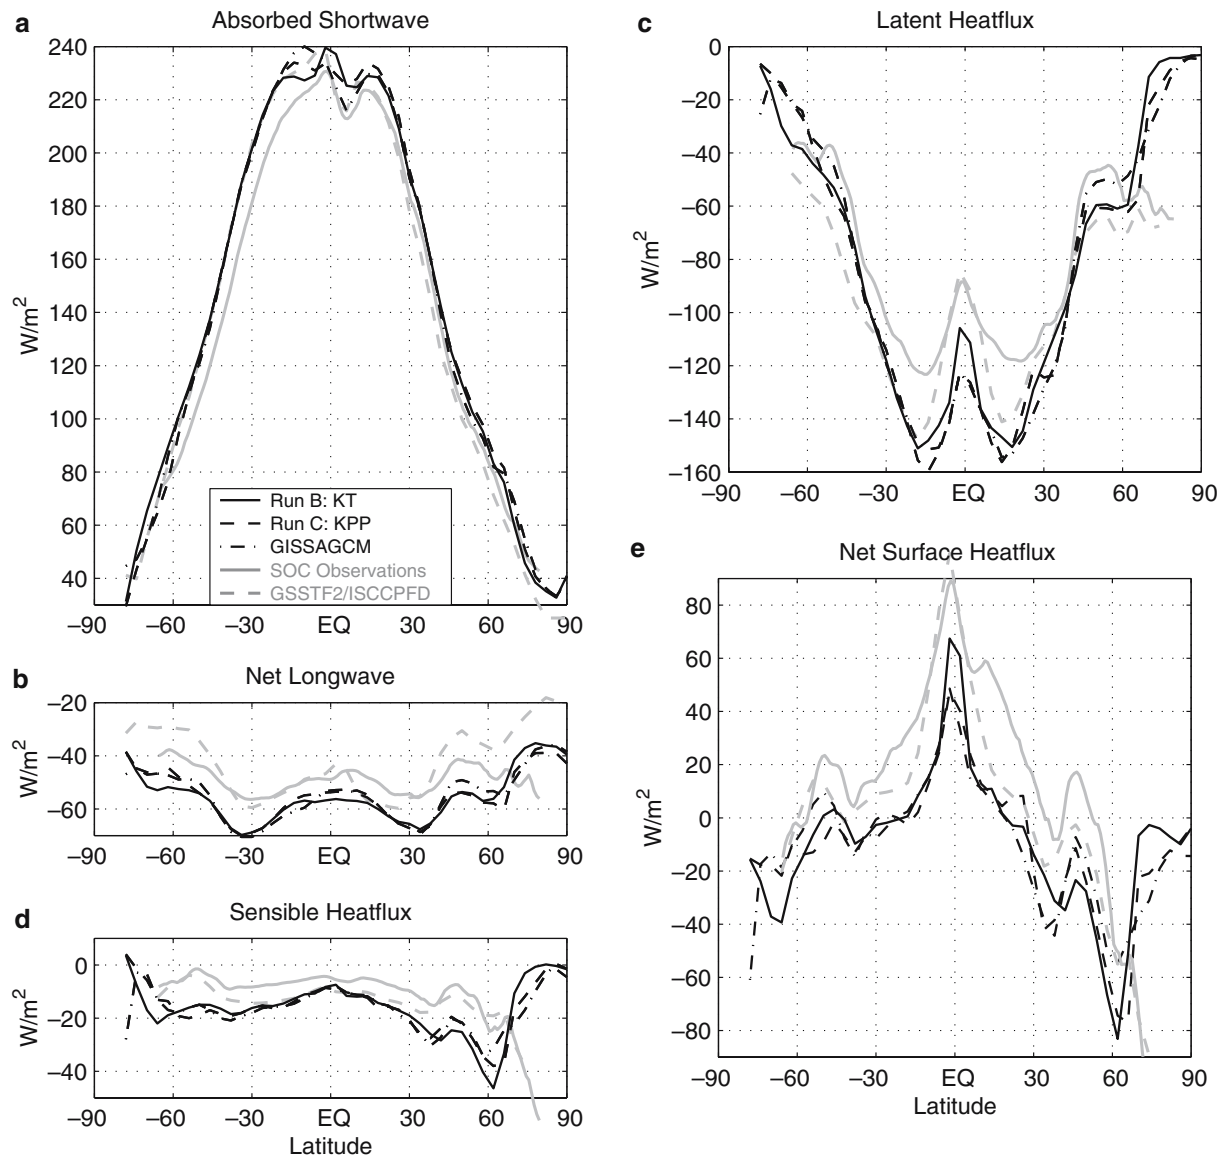 a Absorbed Shortwave
240
220
200
180
160
140
120
100
80
60
40
W/m2
−90 −60 −30 EQ 30 60 90
Run B: KT
Run C: KPP
GISSAGCM
SOC Observations
GSSTF2/ISCCPFD
b Net Longwave
−20
−40
−60
W/m2
−90 −60 −30 EQ 30 60 90
d Sensible Heatflux
0
−20
−40
W/m2
−90 −60 −30 EQ 30 60 90
Latitude
c Latent Heatflux
0
−20
−40
−60
−80
−100
−120
−140
−160
W/m2
−90 −60 −30 EQ 30 60 90
e Net Surface Heatflux
80
60
40
20
0
−20
−40
−60
−80
W/m2
−90 −60 −30 EQ 30 60 90
Latitude